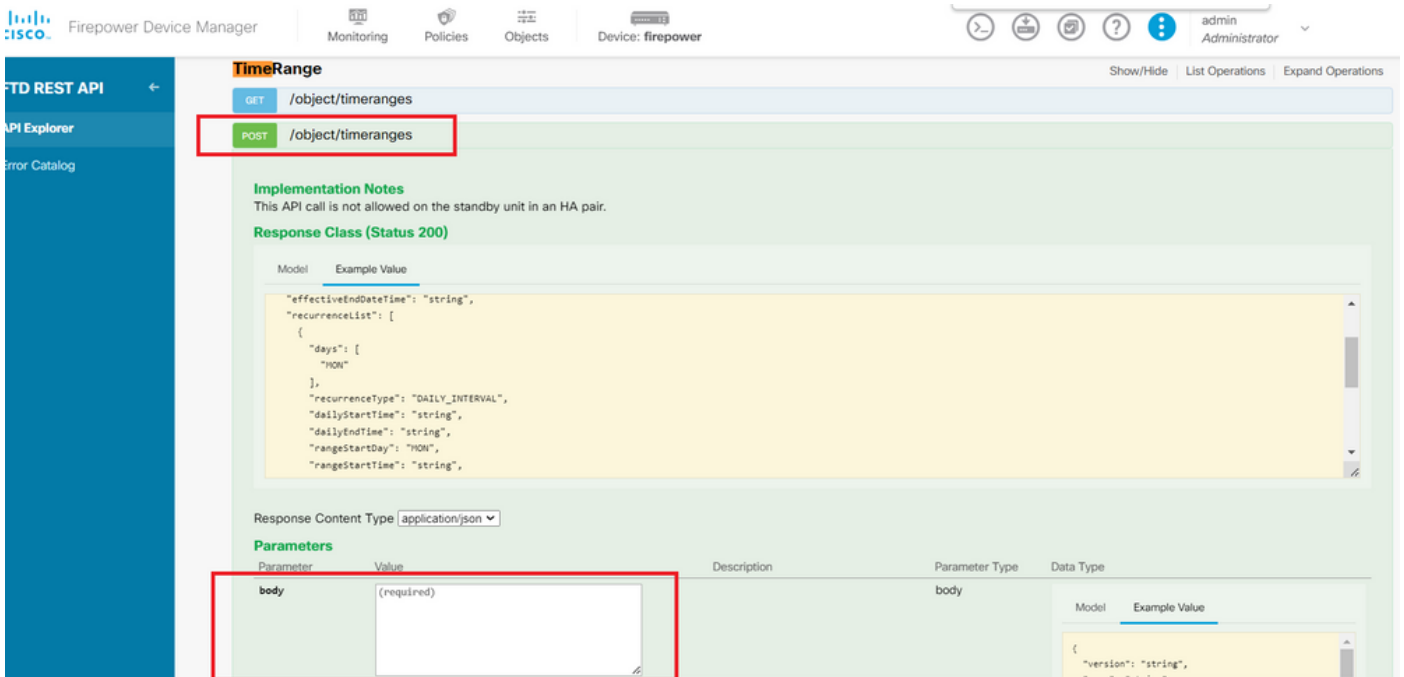 CISCO. Firepower Device Manager
Monitoring Policies Objects Device: firepower
admin
Administrator
FTD REST API
API Explorer
Error Catalog
TimeRange Show/Hide List Operations Expand Operations
GET /object/timeranges
POST /object/timeranges
Implementation Notes
This API call is not allowed on the standby unit in an HA pair.
Response Class (Status 200)
Model Example Value
"effectiveEndDateTime": "string",
"recurrenceList": [
{
"days": [
"MON"
],
"recurrenceType": "DAILY_INTERVAL",
"dailyStartTime": "string",
"dailyEndTime": "string",
"rangeStartDay": "MON",
"rangeStartTime": "string",
Response Content Type application/json
Parameters
Parameter Value Description Parameter Type Data Type
body (required) body
Model Example Value
{
"version": "string",